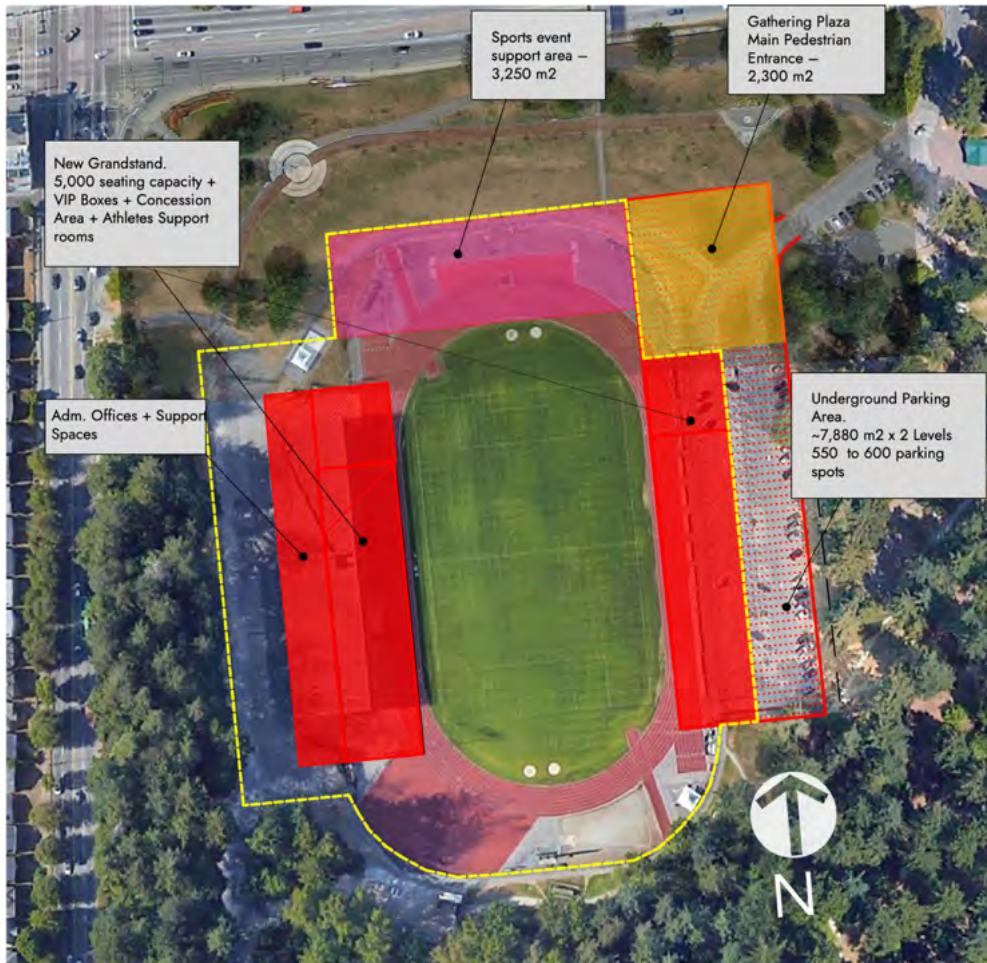 Sports event
support area –
3,250 m2
Gathering Plaza
Main Pedestrian
Entrance –
2,300 m2
New Grandstand.
5,000 seating capacity +
VIP Boxes + Concession
Area + Athletes Support
rooms
Adm. Offices + Support
Spaces
Underground Parking
Area.
~7,880 m2 x 2 Levels
550 to 600 parking
spots
N